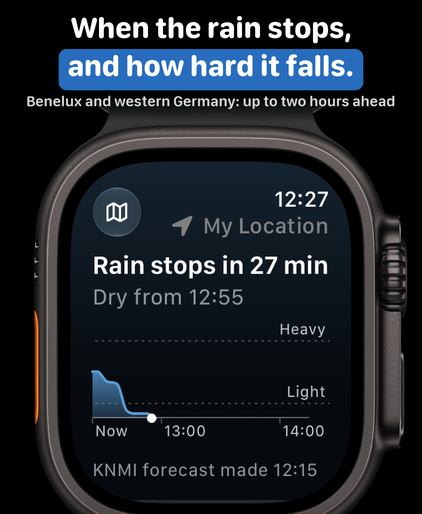 When the rain stops,
and how hard it falls.
Benelux and western Germany: up to two hours ahead
12:27
My Location
Rain stops in 27 min
Dry from 12:55
Heavy
Light
Now 13:00 14:00
KNMI forecast made 12:15